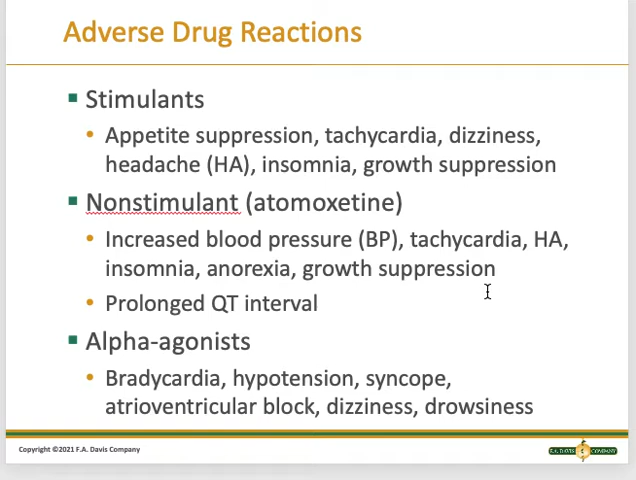 Adverse Drug Reactions
Stimulants
Appetite suppression, tachycardia, dizziness,
headache (HA), insomnia, growth suppression
Nonstimulant (atomoxetine)
Increased blood pressure (BP), tachycardia, HA,
insomnia, anorexia, growth suppression
Prolonged QT interval
Alpha-agonists
Bradycardia, hypotension, syncope,
atrioventricular block, dizziness, drowsiness
Copyright ©2021 F.A. Davis Company
F.A. DAVIS COMPANY